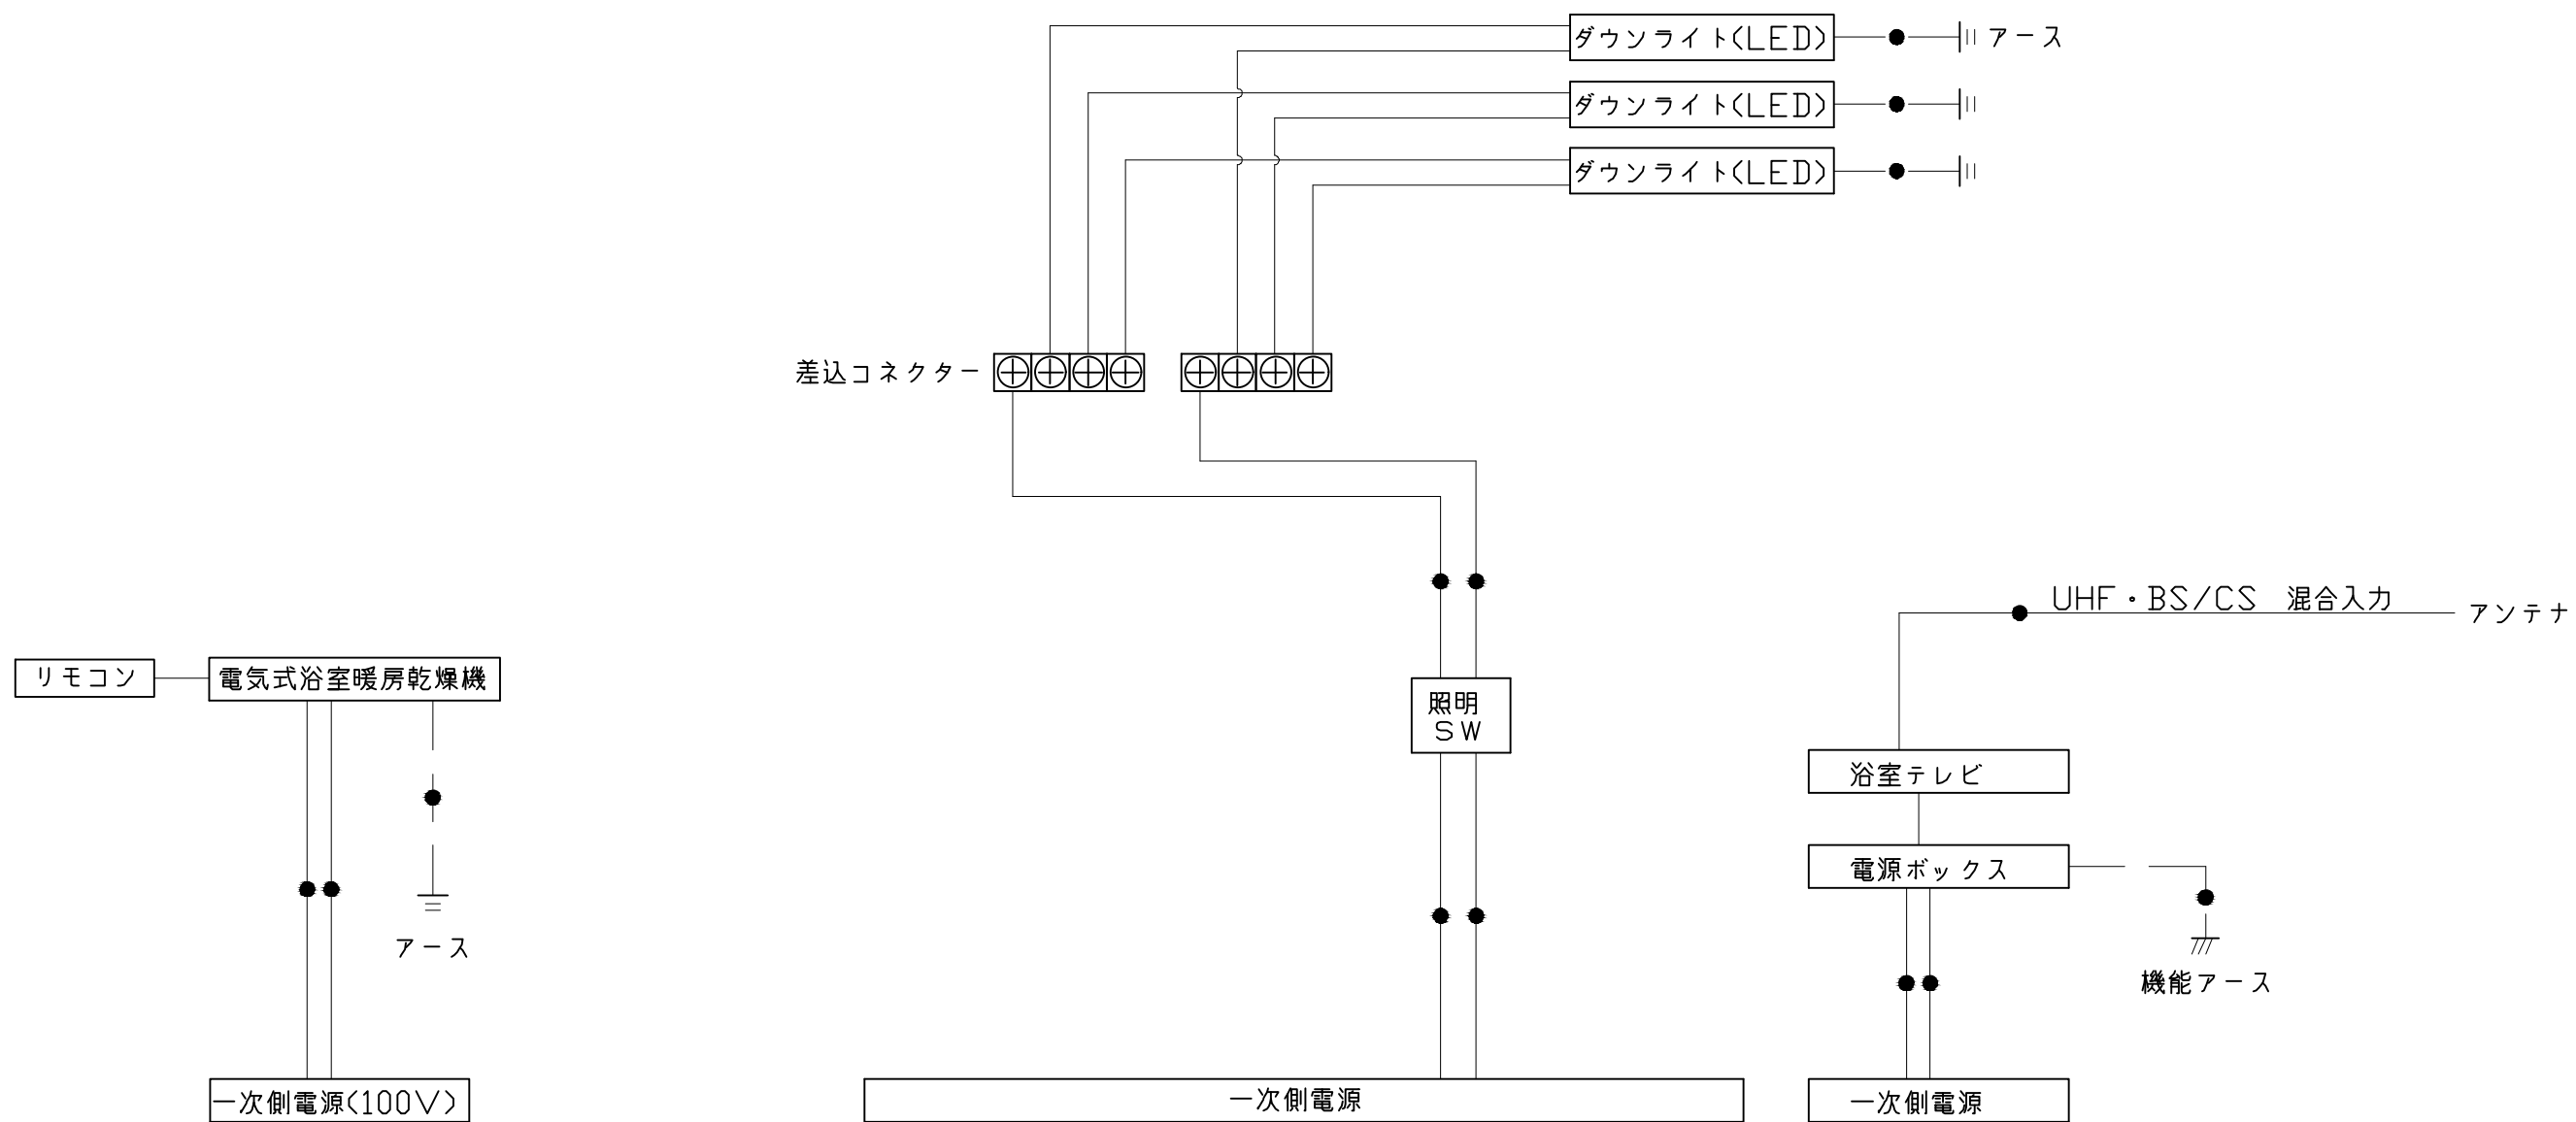 ダウンライト(LED)
アース
ダウンライト(LED)
ダウンライト(LED)
差込コネクター
UHF・BS/CS 混合入力
アンテナ
リモコン
電気式浴室暖房乾燥機
照明
SW
浴室テレビ
電源ボックス
アース
機能アース
一次側電源(100V)
一次側電源
一次側電源